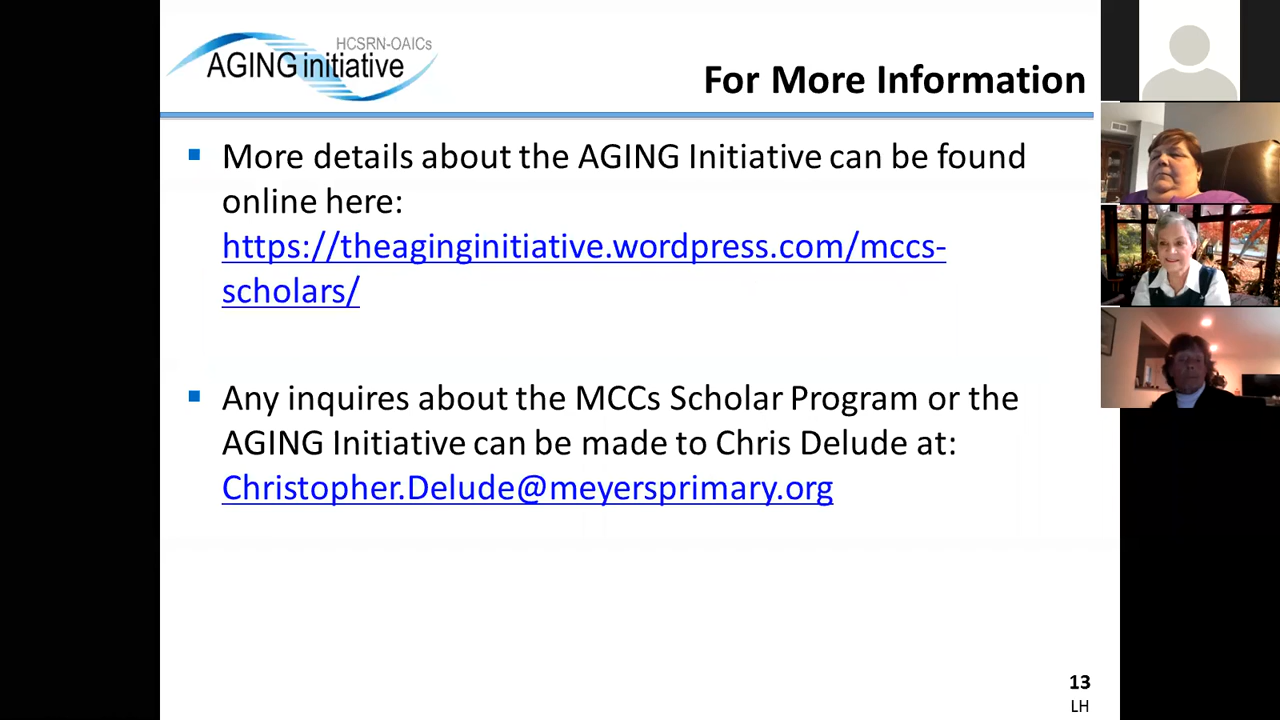 HCSRN-OAICs
AGING initiative
For More Information
More details about the AGING Initiative can be found
online here:
https://theaginginitiative.wordpress.com/mccs-
scholars/
Any inquires about the MCCs Scholar Program or the
AGING Initiative can be made to Chris Delude at:
Christopher.Delude@meyersprimary.org
13
LH